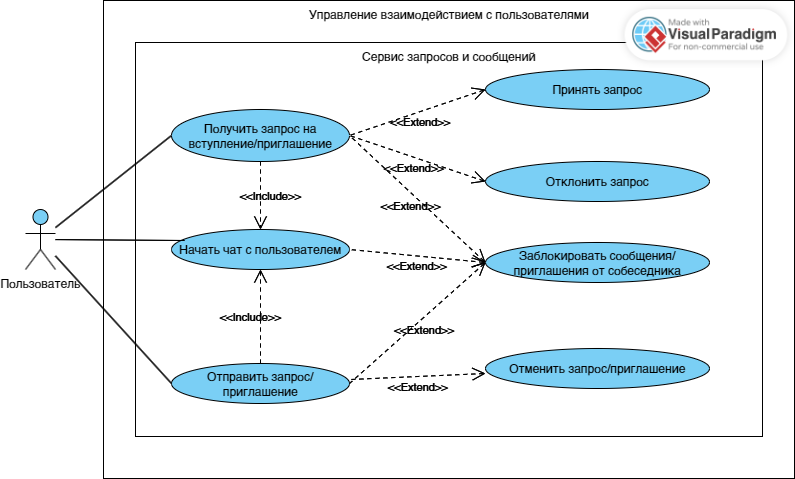 Управление взаимодействием с пользователями
Made with
VisualParadigm
For non-commercial use
Сервис запросов и сообщений
Принять запрос
<<Extend>>
Получить запрос на
вступление/приглашение
<<Extend>>
Отклонить запрос
<<Include>>
<<Extend>>
Начать чат с пользователем
Заблокировать сообщения/
приглашения от собеседника
<<Extend>>
Пользователь
<<Include>>
<<Extend>>
Отменить запрос/приглашение
Отправить запрос/
приглашение
<<Extend>>